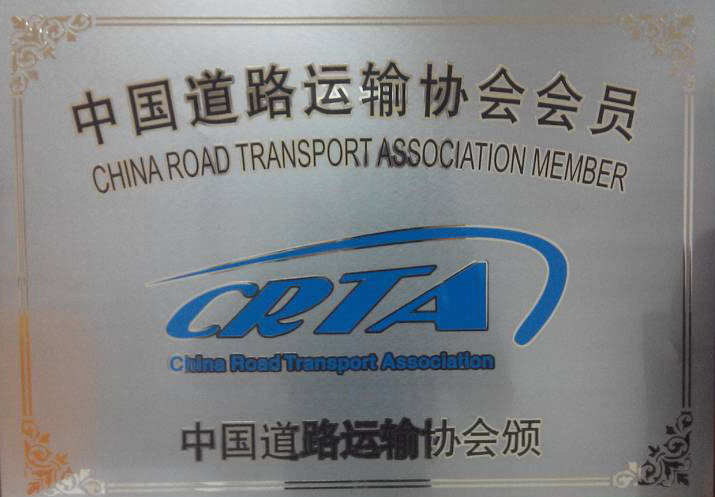 中国道路运输协会会员
CHINA ROAD TRANSPORT ASSOCIATION MEMBER
CRTA
China Road Transport Association
中国道路运输协会颁